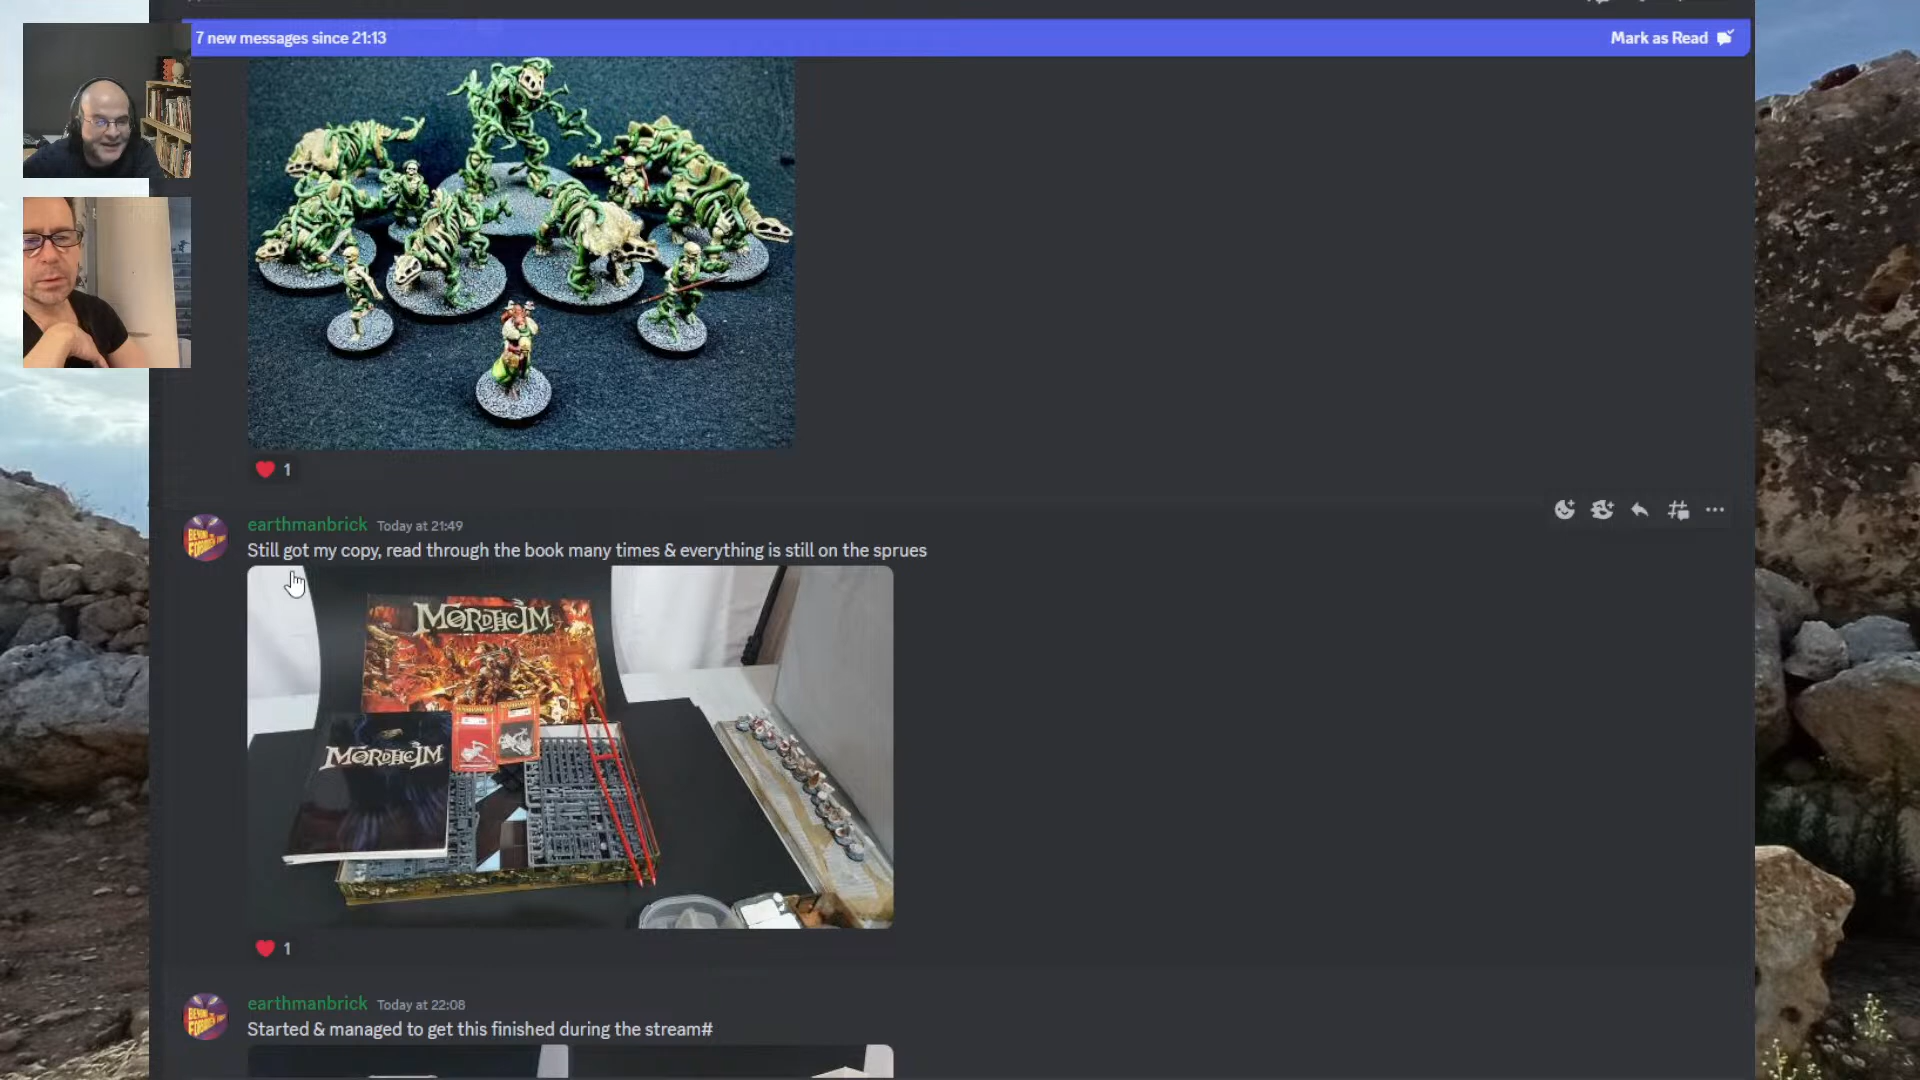 7 new messages since 21:13
Mark as Read
1
earthmanbrick Today at 21:49
Still got my copy, read through the book many times & everything is still on the sprues
MORDHEIM
MORDHEIM
1
earthmanbrick Today at 22:08
Started & managed to get this finished during the stream#